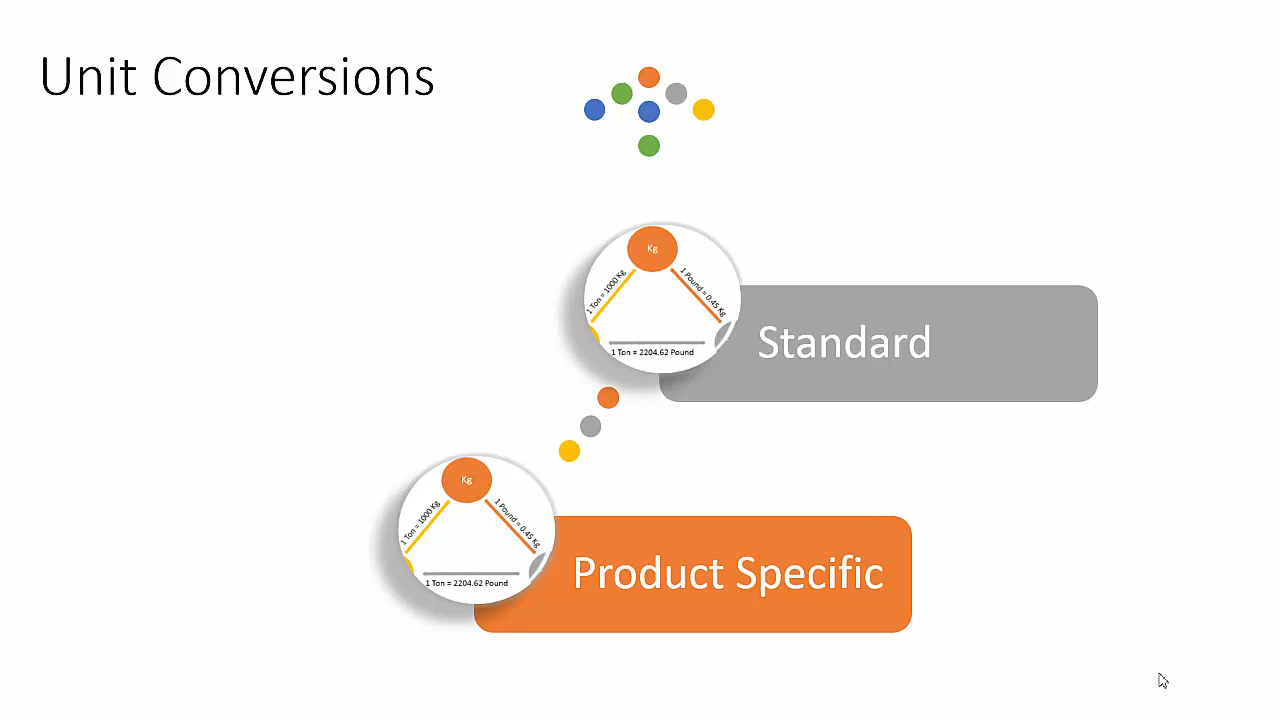 Unit Conversions
Kg
1 Ton = 1000 Kg
1 Pound = 0.45 Kg
1 Ton = 2204.62 Pound
Standard
Kg
1 Ton = 1000 Kg
1 Pound = 0.45 Kg
1 Ton = 2204.62 Pound
Product Specific